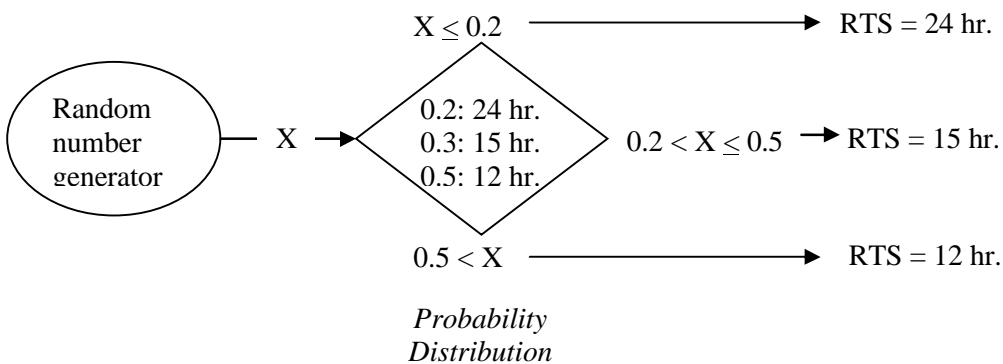 X ≤ 0.2
RTS = 24 hr.
Random
number
generator
X
0.2: 24 hr.
0.3: 15 hr.
0.5: 12 hr.
0.2 < X ≤ 0.5
RTS = 15 hr.
0.5 < X
RTS = 12 hr.
Probability
Distribution